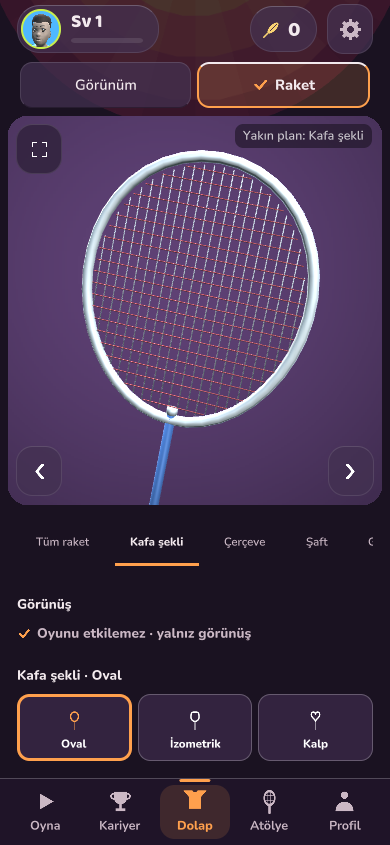 Sv 1
0
Görünüm
Raket
Yakın plan: Kafa şekli
Tüm raket
Kafa şekli
Çerçeve
Şaft
Görünüş
Oyunu etkilemez · yalnız görünüş
Kafa şekli · Oval
Oval
İzometrik
Kalp
Oyna
Kariyer
Dolap
Atölye
Profil